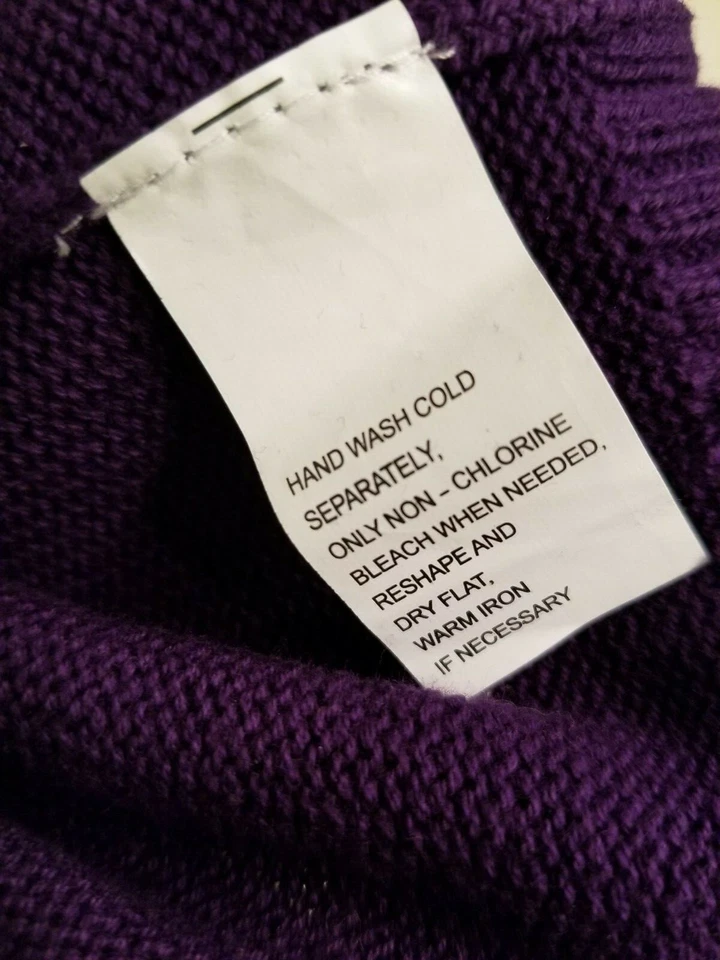 HAND WASH COLD
SEPARATELY,
ONLY NON - CHLORINE
BLEACH WHEN NEEDED,
RESHAPE AND
DRY FLAT,
WARM IRON
IF NECESSARY